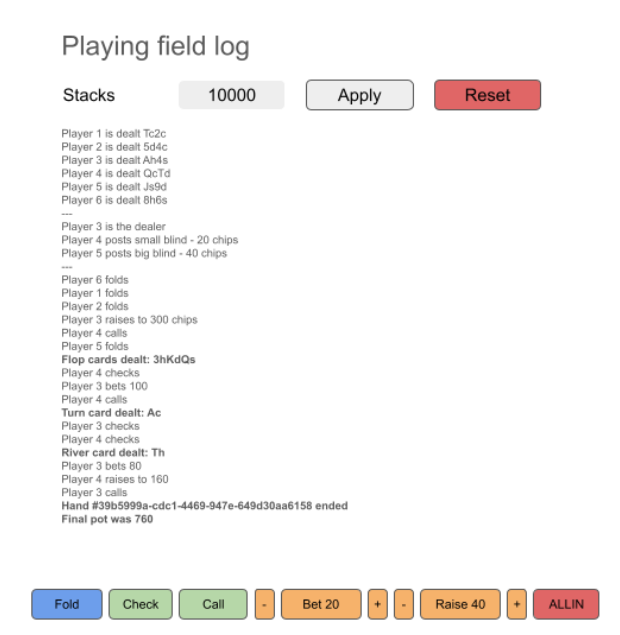 Playing field log
Stacks 10000 Apply Reset
Player 1 is dealt Tc2c
Player 2 is dealt 5d4c
Player 3 is dealt Ah4s
Player 4 is dealt QcTd
Player 5 is dealt Js9d
Player 6 is dealt 8h6s
---
Player 3 is the dealer
Player 4 posts small blind - 20 chips
Player 5 posts big blind - 40 chips
---
Player 6 folds
Player 1 folds
Player 2 folds
Player 3 raises to 300 chips
Player 4 calls
Player 5 folds
Flop cards dealt: 3hKdQs
Player 4 checks
Player 3 bets 100
Player 4 calls
Turn card dealt: Ac
Player 3 checks
Player 4 checks
River card dealt: Th
Player 3 bets 80
Player 4 raises to 160
Player 3 calls
Hand #39b5999a-cdc1-4469-947e-649d30aa6158 ended
Final pot was 760
Fold Check Call - Bet 20 + - Raise 40 + ALLIN